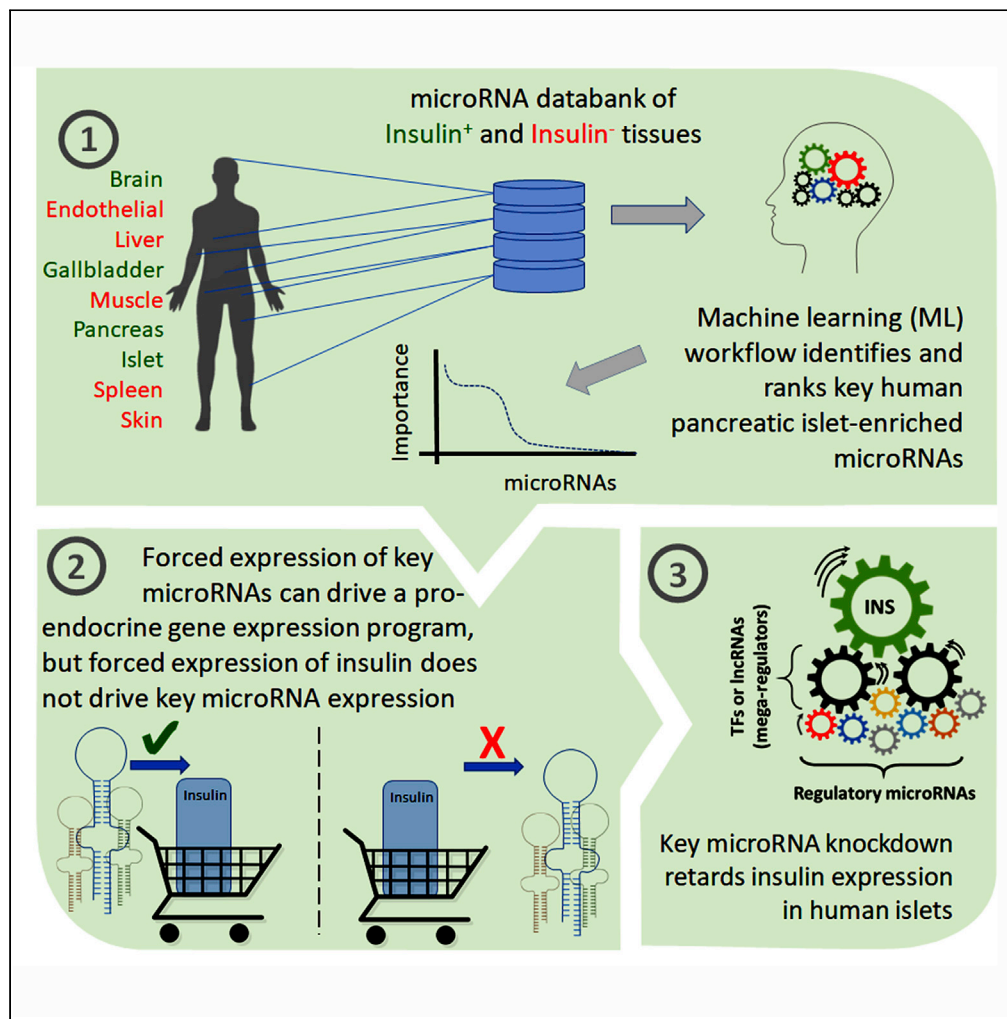 1
microRNA databank of
Insulin⁺ and Insulin⁻ tissues
Brain
Endothelial
Liver
Gallbladder
Muscle
Pancreas
Islet
Spleen
Skin
Importance
microRNAs
Machine learning (ML)
workflow identifies and
ranks key human
pancreatic islet-enriched
microRNAs
2
Forced expression of key
microRNAs can drive a pro-
endocrine gene expression program,
but forced expression of insulin does
not drive key microRNA expression
Insulin
X
Insulin
3
INS
TFs or lncRNAs
(mega-regulators)
Regulatory microRNAs
Key microRNA knockdown
retards insulin expression
in human islets